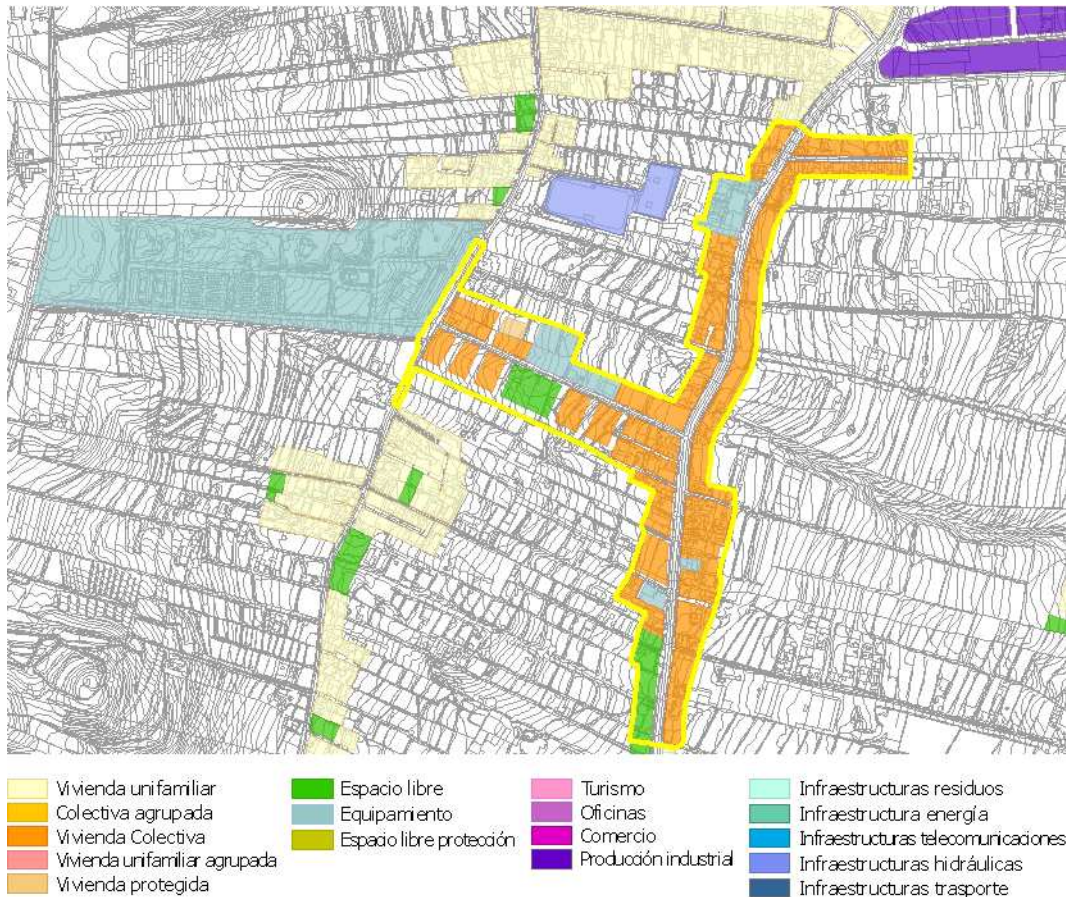 Vivienda unifamiliar
Colectiva agrupada
Vivienda Colectiva
Vivienda unifamiliar agrupada
Vivienda protegida
Espacio libre
Equipamiento
Espacio libre protección
Turismo
Oficinas
Comercio
Producción industrial
Infraestructuras residuos
Infraestructura energía
Infraestructuras telecomunicaciones
Infraestructuras hidráulicas
Infraestructuras trasporte